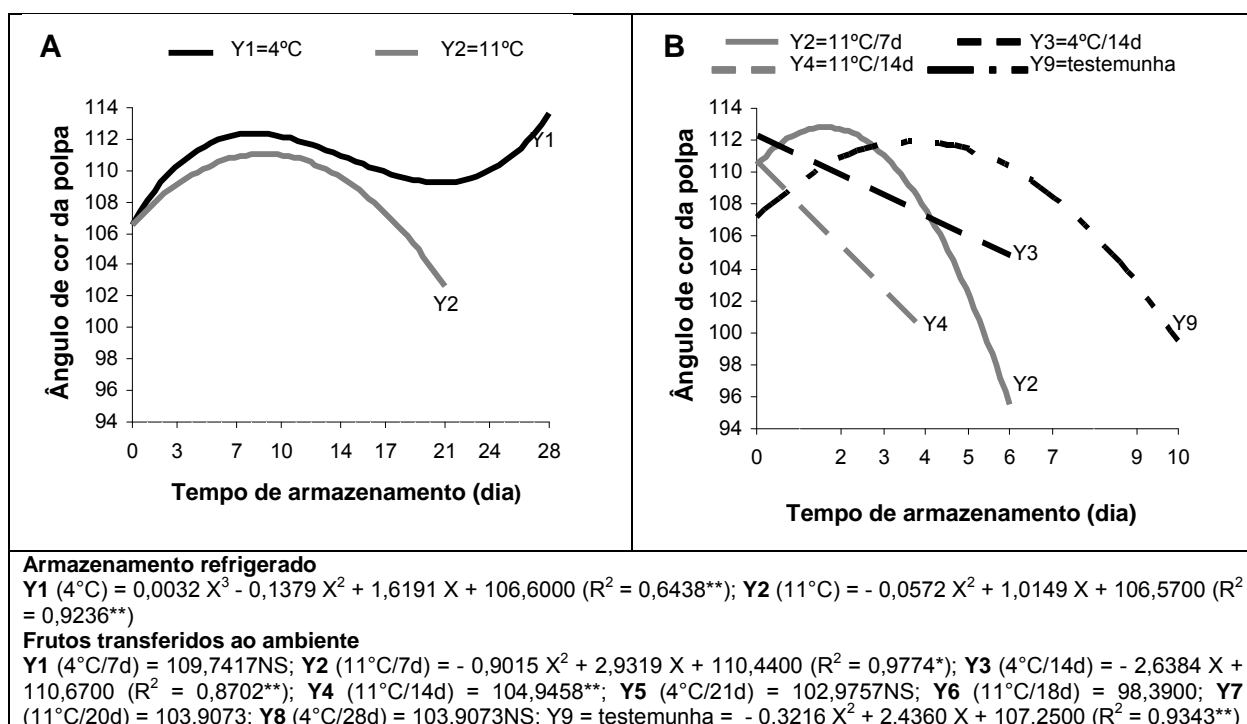 A
Y1=4ºC
Y2=11ºC
Ângulo de cor da polpa
114
112
110
108
106
104
102
100
98
96
94
Y1
Y2
0 3 7 10 14 17 21 24 28
Tempo de armazenamento (dia)
B
Y2=11ºC/7d
Y3=4ºC/14d
Y4=11ºC/14d
Y9=testemunha
Ângulo de cor da polpa
114
112
110
108
106
104
102
100
98
96
94
Y3
Y4
Y9
Y2
0 2 3 4 5 6 9 10
Tempo de armazenamento (dia)
Armazenamento refrigerado
Y1 (4°C) = 0,0032 X³ - 0,1379 X² + 1,6191 X + 106,6000 (R² = 0,6438**); Y2 (11°C) = - 0,0572 X² + 1,0149 X + 106,5700 (R²
= 0,9236**)
Frutos transferidos ao ambiente
Y1 (4°C/7d) = 109,7417NS; Y2 (11°C/7d) = - 0,9015 X² + 2,9319 X + 110,4400 (R² = 0,9774*); Y3 (4°C/14d) = - 2,6384 X +
110,6700 (R² = 0,8702**); Y4 (11°C/14d) = 104,9458**; Y5 (4°C/21d) = 102,9757NS; Y6 (11°C/18d) = 98,3900; Y7
(11°C/20d) = 103,9073; Y8 (4°C/28d) = 103,9073NS; Y9 = testemunha = - 0,3216 X² + 2,4360 X + 107,2500 (R² = 0,9343**)